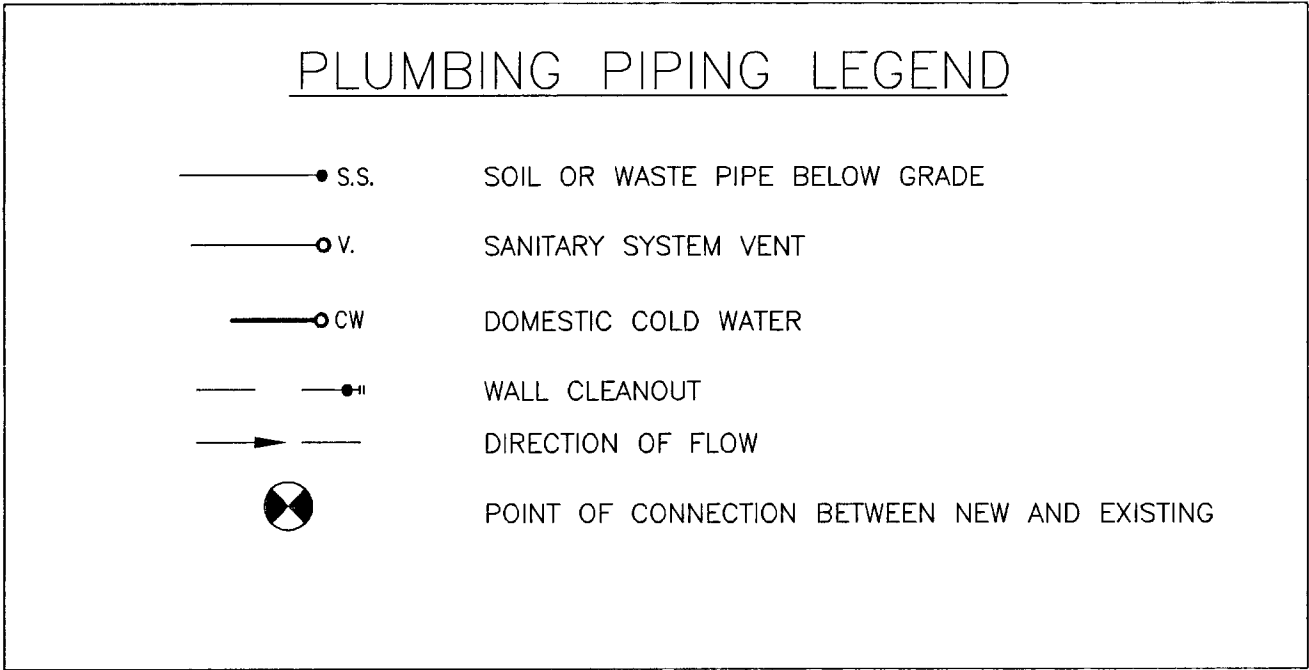 PLUMBING PIPING LEGEND
S.S. SOIL OR WASTE PIPE BELOW GRADE
V. SANITARY SYSTEM VENT
CW DOMESTIC COLD WATER
WALL CLEANOUT
DIRECTION OF FLOW
POINT OF CONNECTION BETWEEN NEW AND EXISTING